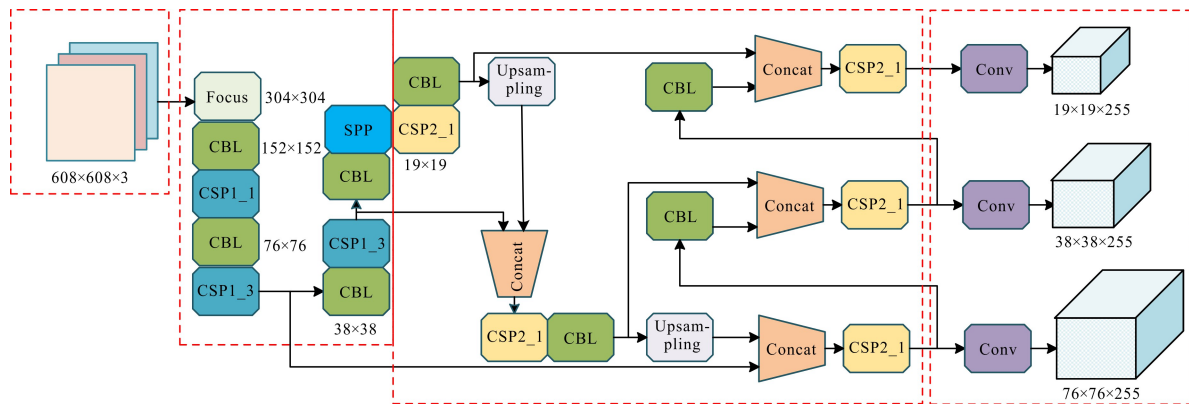 608×608×3
Focus
304×304
CBL
152×152
CSP1_1
CBL
76×76
CSP1_3
SPP
CBL
CSP1_3
CBL
38×38
CBL
CSP2_1
19×19
Upsam-
pling
Concat
CSP2_1
CBL
Upsam-
pling
CBL
Concat
CSP2_1
Conv
19×19×255
CBL
Concat
CSP2_1
Conv
38×38×255
Concat
CSP2_1
Conv
76×76×255